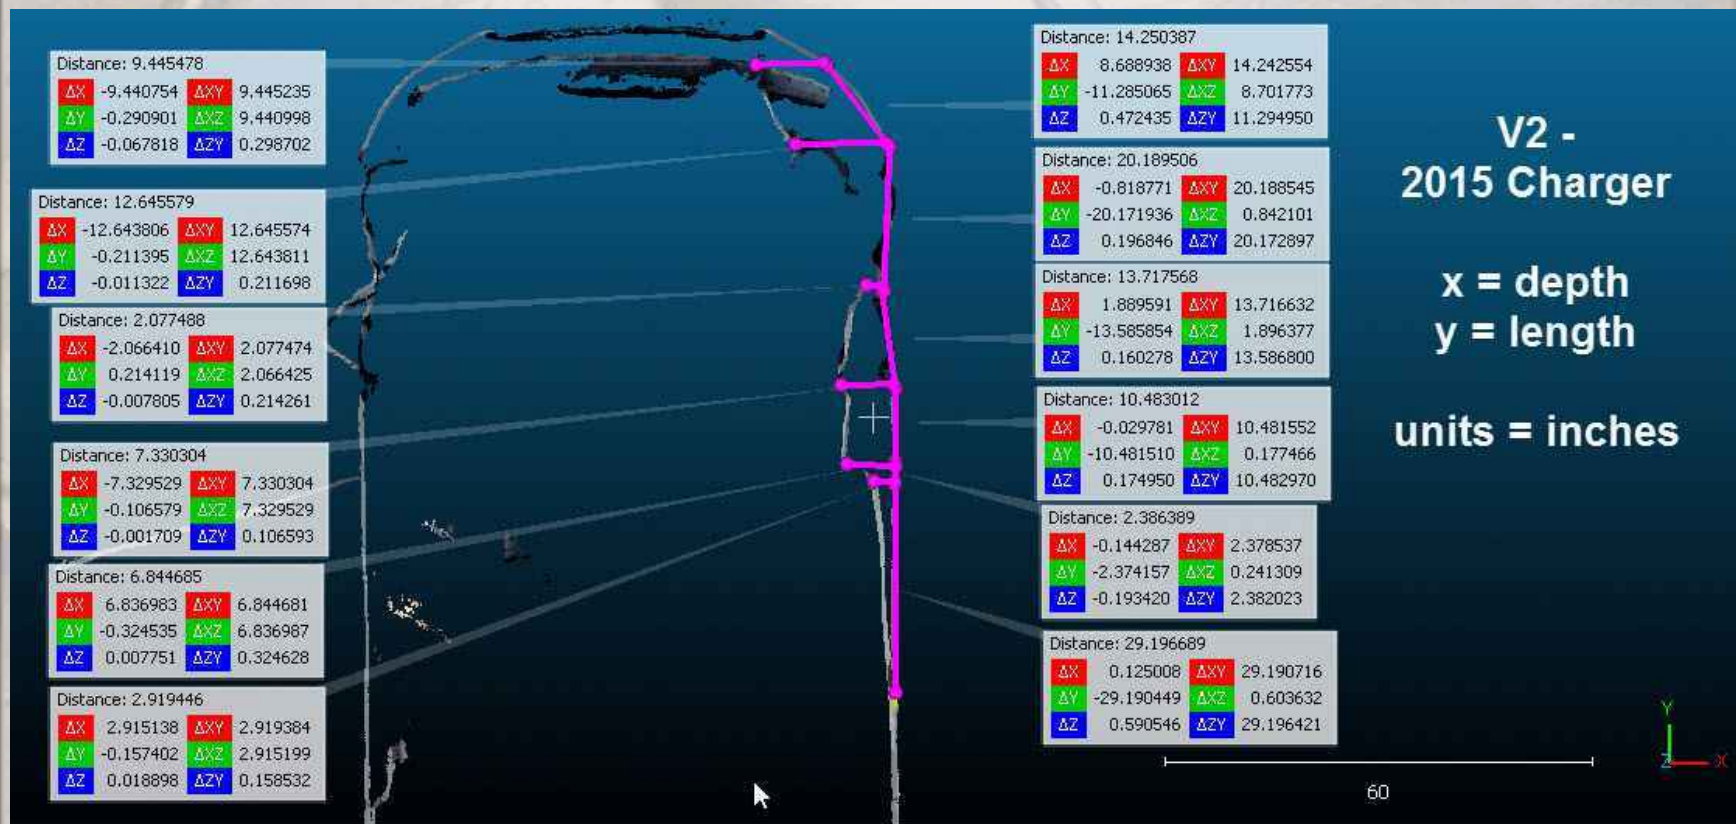 Distance: 9.445478
ΔX -9.440754 ΔXY 9.445235
ΔY -0.290901 ΔXZ 9.440998
ΔZ -0.067818 ΔZY 0.298702
Distance: 12.645579
ΔX -12.643806 ΔXY 12.645574
ΔY -0.211395 ΔXZ 12.643811
ΔZ -0.011322 ΔZY 0.211698
Distance: 2.077488
ΔX -2.066410 ΔXY 2.077474
ΔY 0.214119 ΔXZ 2.066425
ΔZ -0.007805 ΔZY 0.214261
Distance: 7.330304
ΔX -7.329529 ΔXY 7.330304
ΔY -0.106579 ΔXZ 7.329529
ΔZ -0.001709 ΔZY 0.106593
Distance: 6.844685
ΔX 6.836983 ΔXY 6.844681
ΔY -0.324535 ΔXZ 6.836987
ΔZ 0.007751 ΔZY 0.324628
Distance: 2.919446
ΔX 2.915138 ΔXY 2.919384
ΔY -0.157402 ΔXZ 2.915199
ΔZ 0.018898 ΔZY 0.158532
Distance: 14.250387
ΔX 8.688938 ΔXY 14.242554
ΔY -11.285065 ΔXZ 8.701773
ΔZ 0.472435 ΔZY 11.294950
Distance: 20.189506
ΔX -0.818771 ΔXY 20.188545
ΔY -20.171936 ΔXZ 0.842101
ΔZ 0.196846 ΔZY 20.172897
Distance: 13.717568
ΔX 1.889591 ΔXY 13.716632
ΔY -13.585854 ΔXZ 1.896377
ΔZ 0.160278 ΔZY 13.586800
Distance: 10.483012
ΔX -0.029781 ΔXY 10.481552
ΔY -10.481510 ΔXZ 0.177466
ΔZ 0.174950 ΔZY 10.482970
Distance: 2.386389
ΔX -0.144287 ΔXY 2.378537
ΔY -2.374157 ΔXZ 0.241309
ΔZ -0.193420 ΔZY 2.382023
Distance: 29.196689
ΔX 0.125008 ΔXY 29.190716
ΔY -29.190449 ΔXZ 0.603632
ΔZ 0.590546 ΔZY 29.196421
V2 -
2015 Charger
x = depth
y = length
units = inches
60
Y
Z X